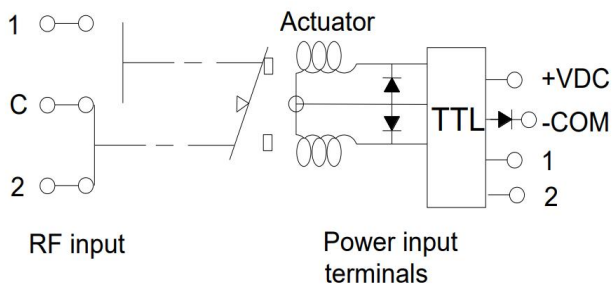 1
Actuator
+VDC
C
TTL
-COM
1
2
2
RF input
Power input
terminals